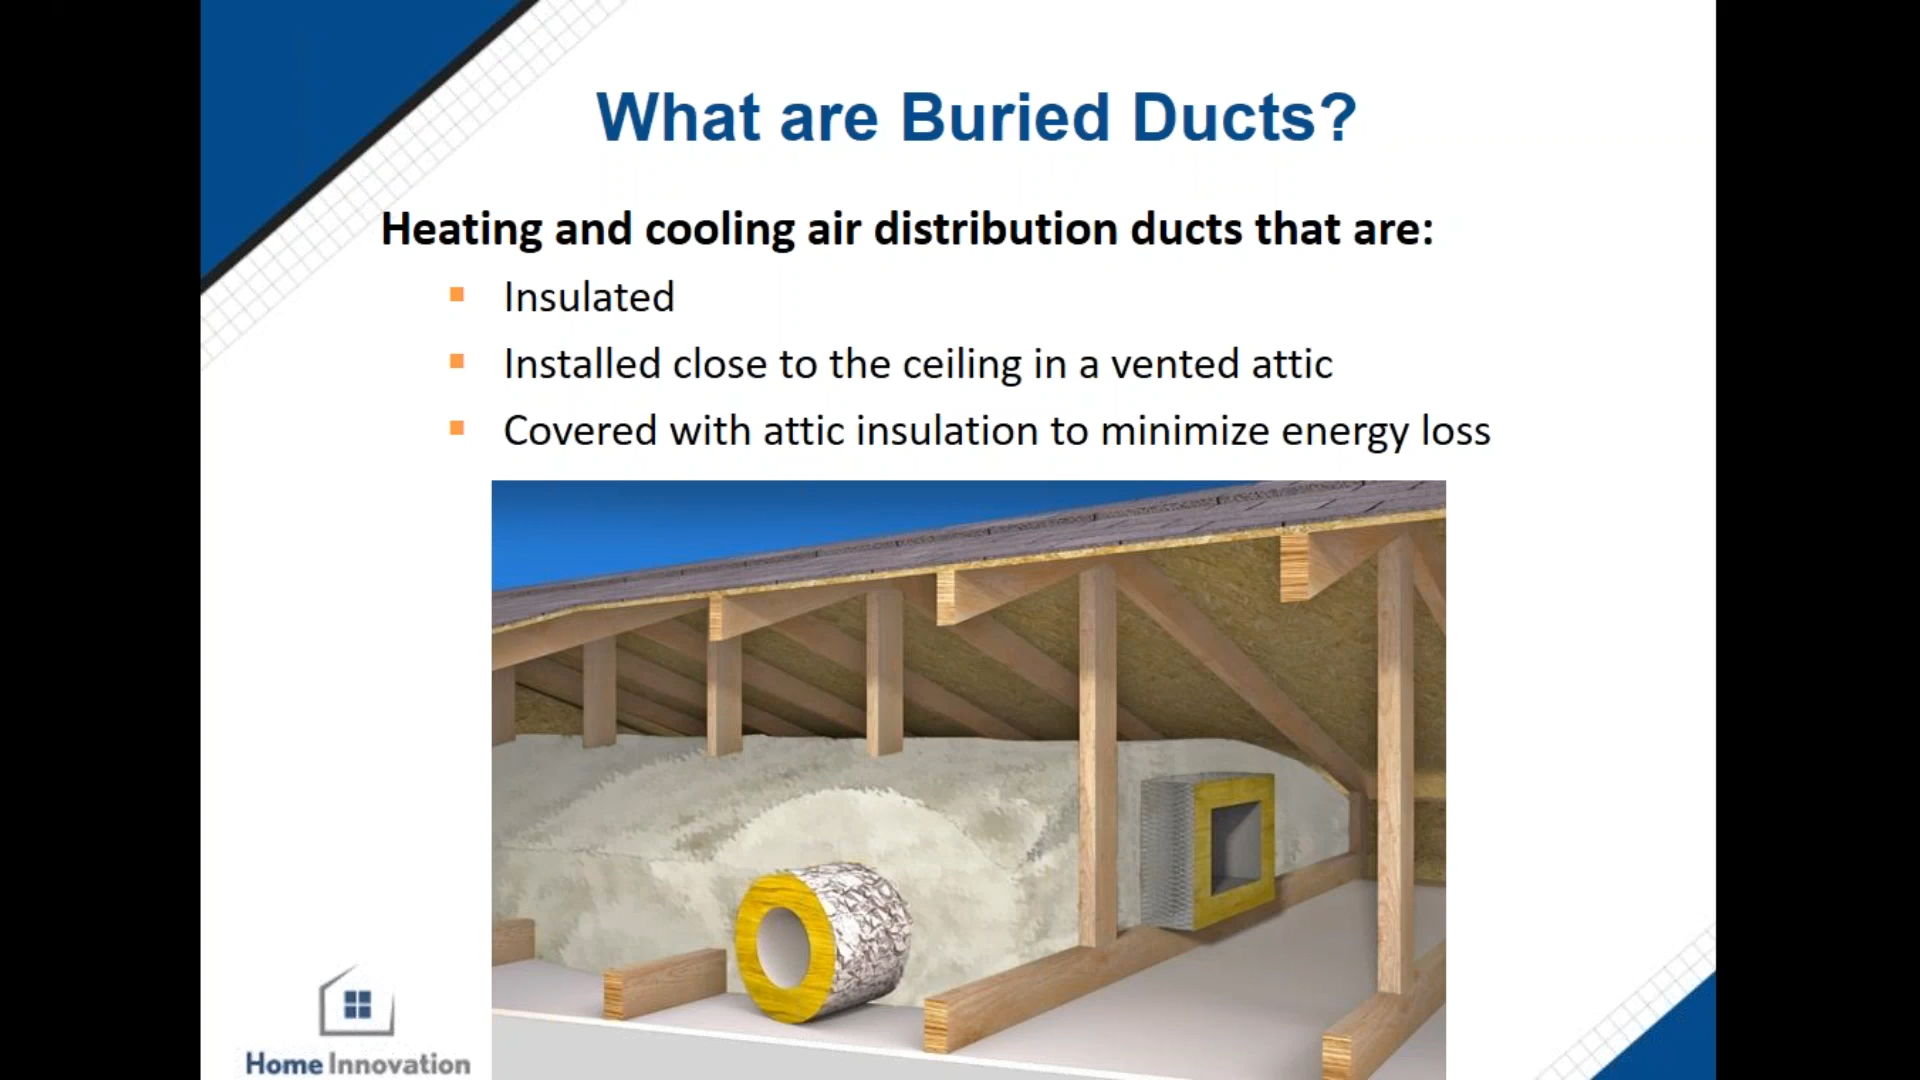 What are Buried Ducts?
Heating and cooling air distribution ducts that are:
Insulated
Installed close to the ceiling in a vented attic
Covered with attic insulation to minimize energy loss
Home Innovation